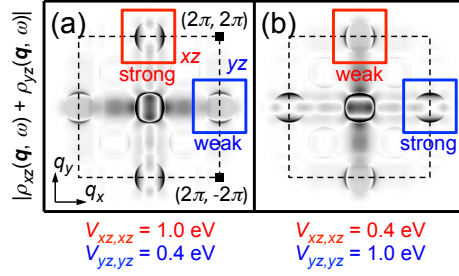 |ρxz(q, ω) + ρyz(q, ω)|
(a)
(2π, 2π)
xz
strong
yz
weak
qy
qx
(2π, -2π)
(b)
weak
strong
Vxz,xz = 1.0 eV
Vyz,yz = 0.4 eV
Vxz,xz = 0.4 eV
Vyz,yz = 1.0 eV